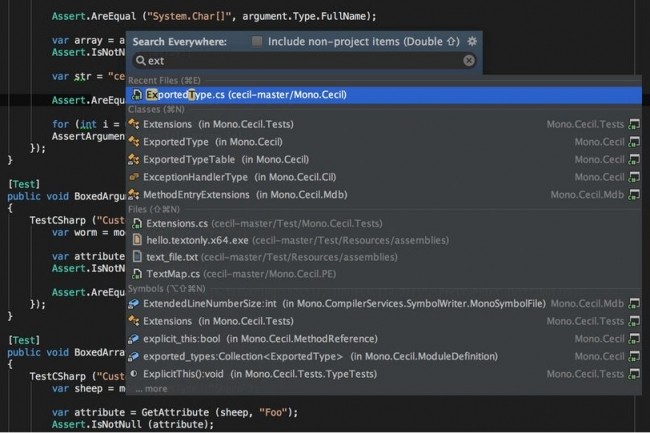 Assert.AreEqual ("System.Char[]", argument.Type.FullName);
var array = a
Assert.IsNot
var str = "ce
Assert.AreEqu
for (int i =
AssertArgumen
});
}
[Test]
public void BoxedArgu
{
TestCSharp ("Cust
var worm = mo
var attribute
Assert.IsNotN
Assert.AreEqu
});
}
[Test]
public void BoxedArra
{
TestCSharp ("Cust
var sheep = m
var attribute = GetAttribute (sheep, "Foo");
Assert.IsNotNull (attribute);
Search Everywhere: Include non-project items (Double ⇧)
ext
Recent Files (⌘E)
ExportedType.cs (cecil-master/Mono.Cecil)
Classes (⌘N)
Extensions (in Mono.Cecil.Tests) Mono.Cecil.Tests
ExportedType (in Mono.Cecil) Mono.Cecil
ExportedTypeTable (in Mono.Cecil) Mono.Cecil
ExceptionHandlerType (in Mono.Cecil.Cil) Mono.Cecil
MethodEntryExtensions (in Mono.Cecil.Mdb) Mono.Cecil.Mdb
Files (⇧⌘N)
Extensions.cs (cecil-master/Test/Mono.Cecil.Tests)
hello.textonly.x64.exe (cecil-master/Test/Resources/assemblies)
text_file.txt (cecil-master/Test/Resources/assemblies)
TextMap.cs (cecil-master/Mono.Cecil.PE)
Symbols (⌥⇧⌘N)
ExtendedLineNumberSize:int (in Mono.CompilerServices.SymbolWriter.MonoSymbolFile) Mono.Cecil.Mdb
Extensions (in Mono.Cecil.Tests) Mono.Cecil.Tests
explicit_this:bool (in Mono.Cecil.MethodReference) Mono.Cecil
exported_types:Collection<ExportedType> (in Mono.Cecil.ModuleDefinition) Mono.Cecil
ExplicitThis():void (in Mono.Cecil.Tests.TypeTests) Mono.Cecil.Tests
... more